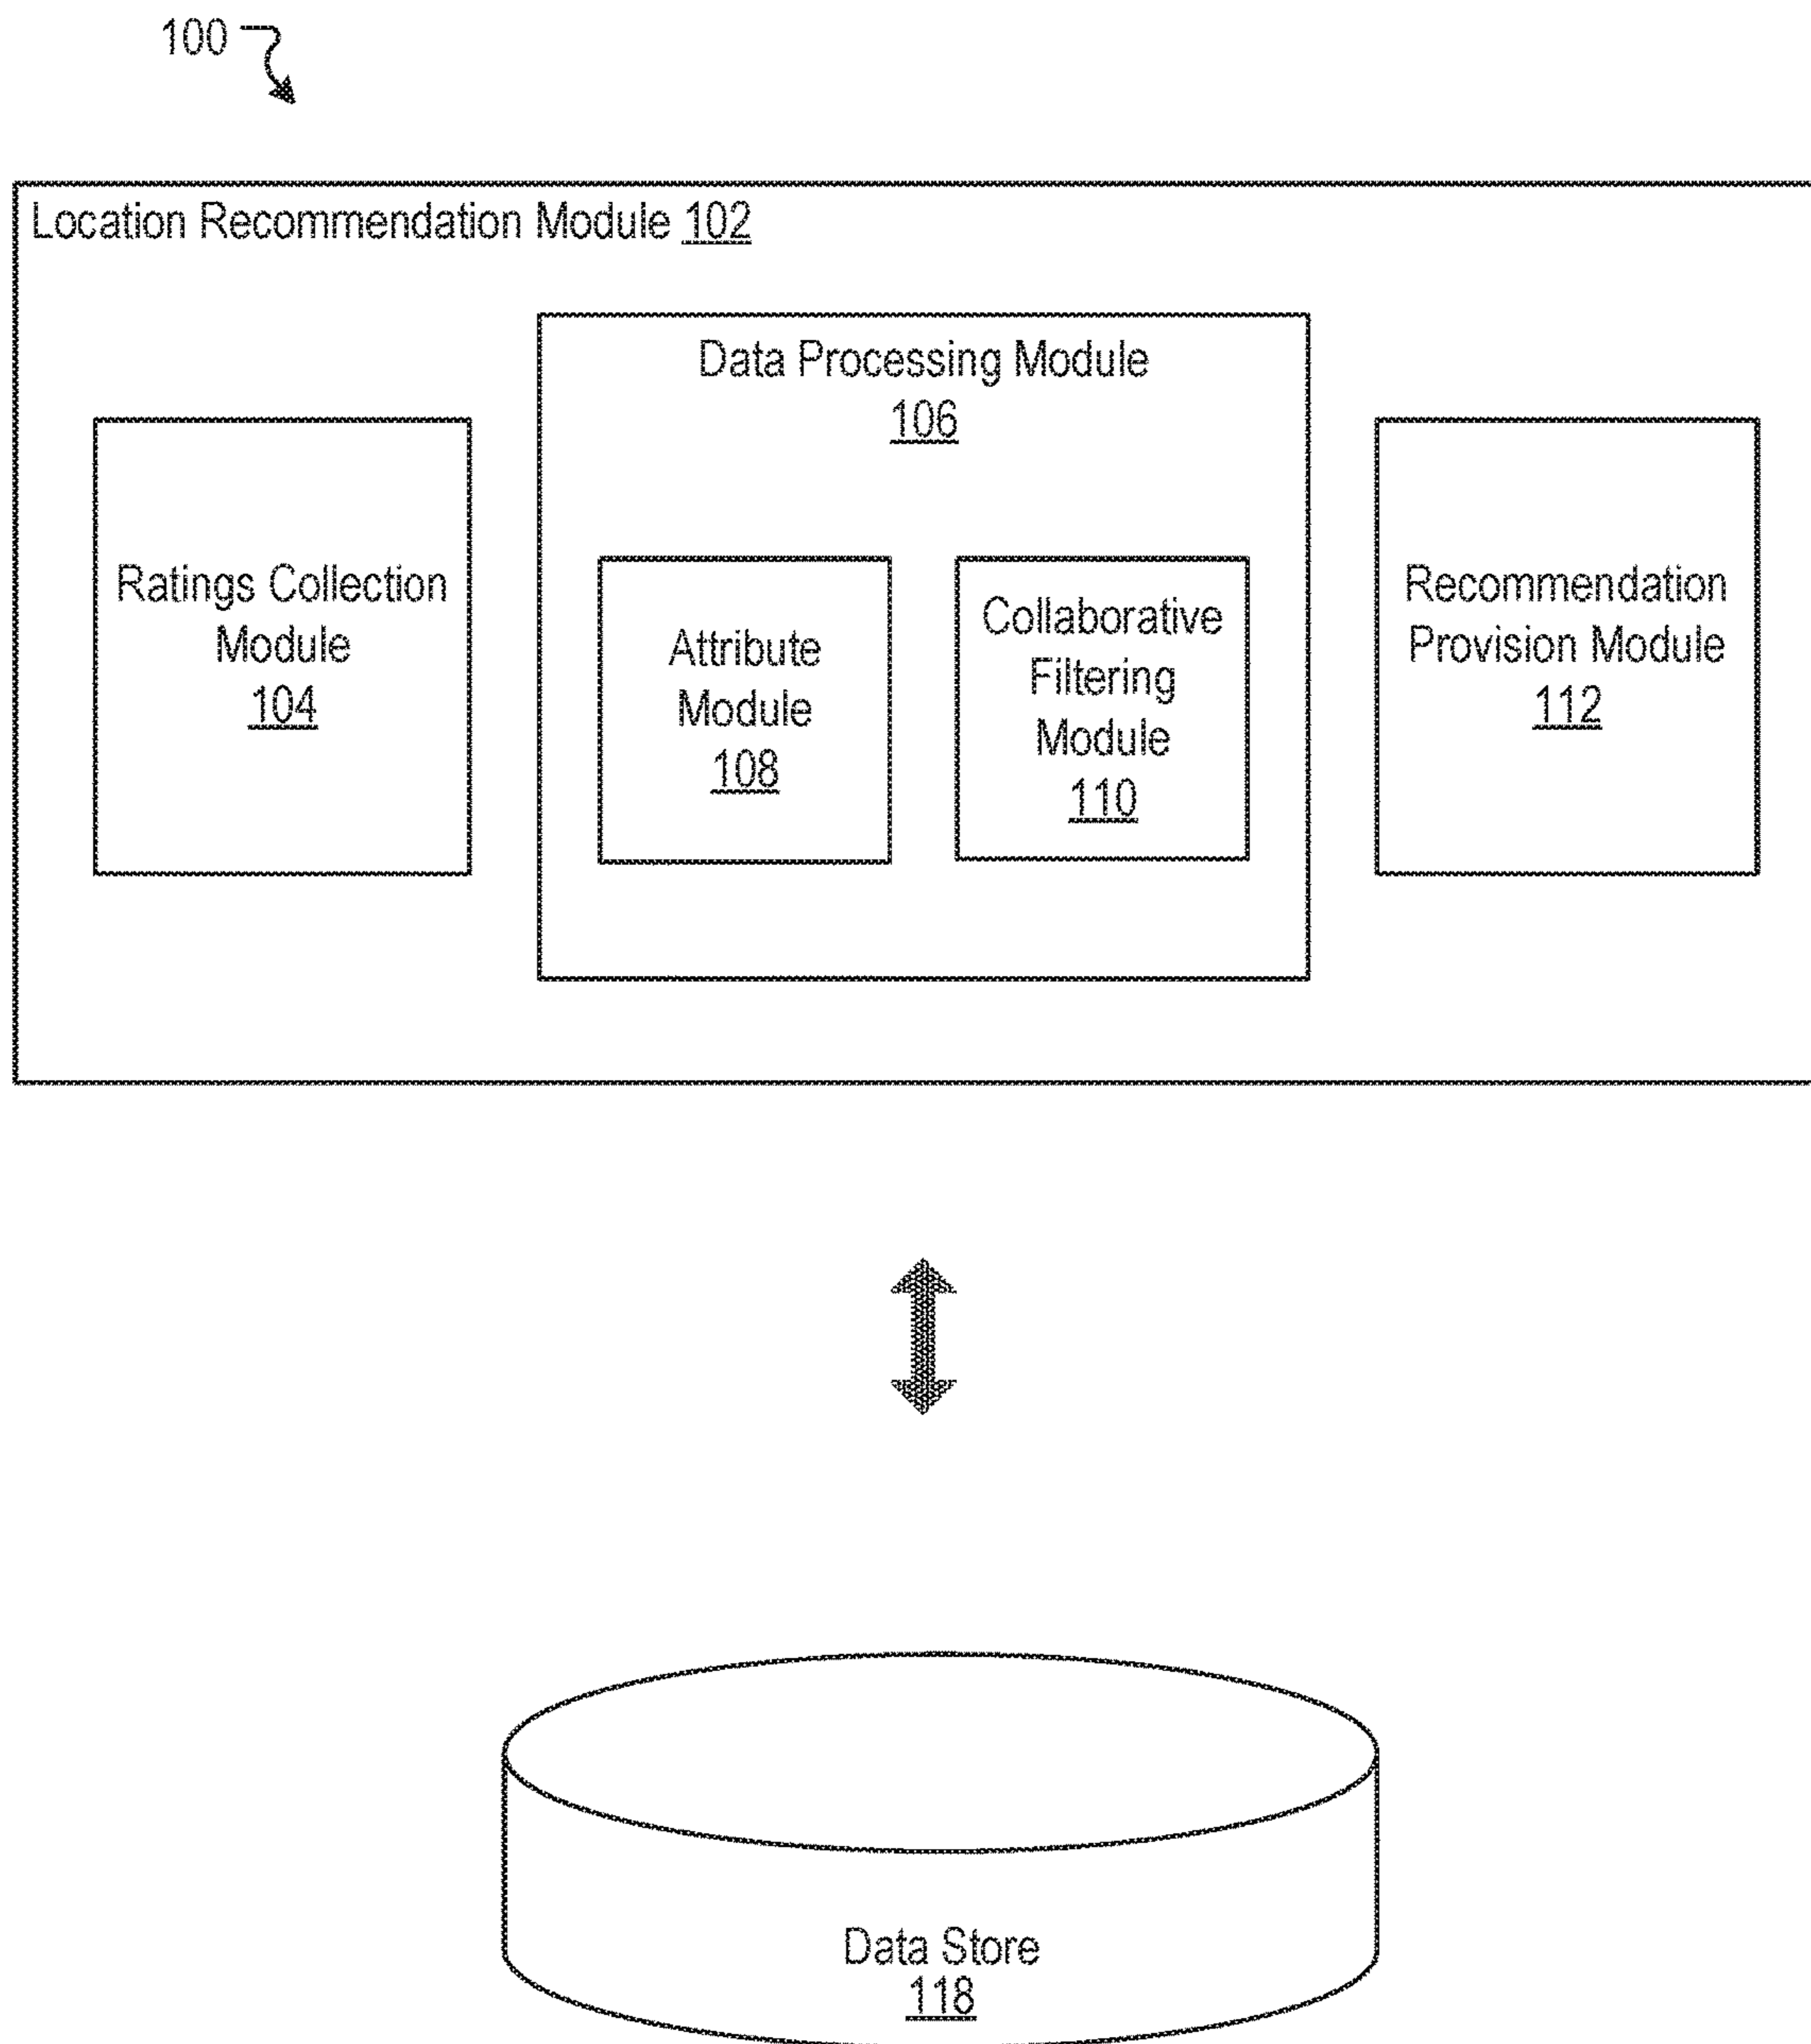 100
Location Recommendation Module 102
Data Processing Module
106
Ratings Collection
Module
104
Attribute
Module
108
Collaborative
Filtering
Module
110
Recommendation
Provision Module
112
Data Store
118